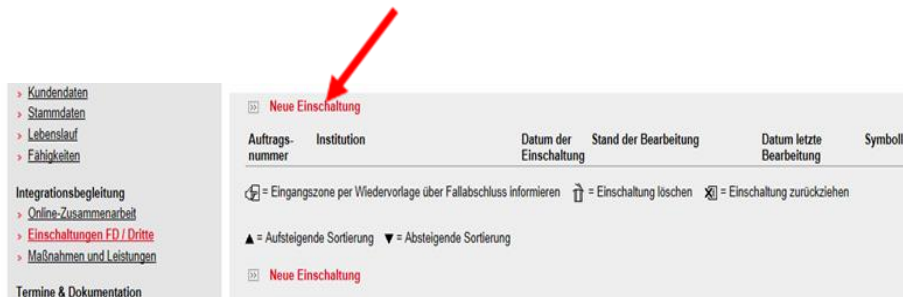 Kundendaten
Stammdaten
Lebenslauf
Fähigkeiten
Integrationsbegleitung
Online-Zusammenarbeit
Einschaltungen FD / Dritte
Maßnahmen und Leistungen
Termine & Dokumentation
Neue Einschaltung
Auftrags- Institution Datum der Stand der Bearbeitung Datum letzte Symboll
nummer Einschaltung Bearbeitung
= Eingangszone per Wiedervorlage über Fallabschluss informieren = Einschaltung löschen = Einschaltung zurückziehen
▲ = Aufsteigende Sortierung ▼ = Absteigende Sortierung
Neue Einschaltung